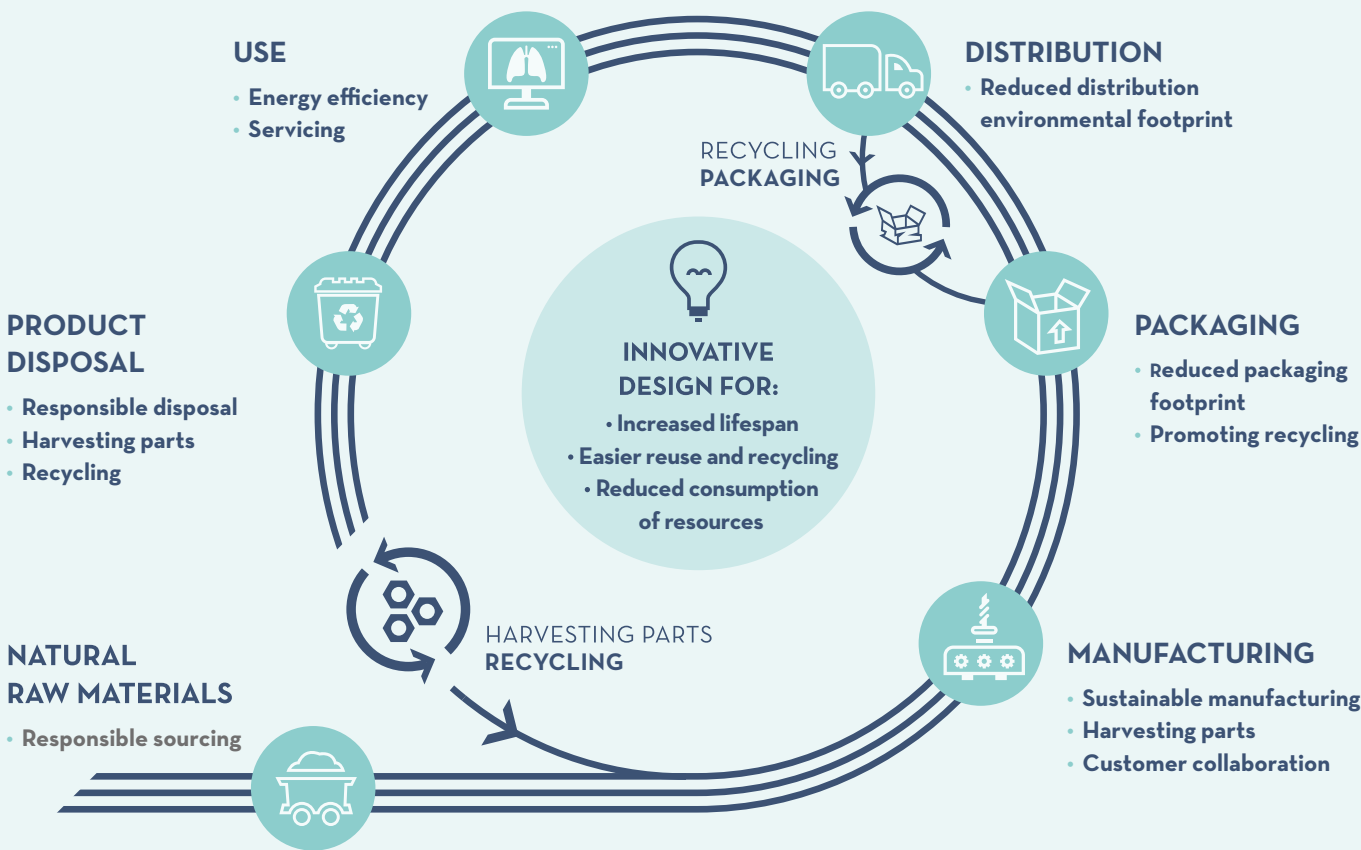 USE
• Energy efficiency
• Servicing
DISTRIBUTION
• Reduced distribution
environmental footprint
RECYCLING
PACKAGING
INNOVATIVE
DESIGN FOR:
• Increased lifespan
• Easier reuse and recycling
• Reduced consumption
of resources
PRODUCT
DISPOSAL
• Responsible disposal
• Harvesting parts
• Recycling
PACKAGING
• Reduced packaging
footprint
• Promoting recycling
HARVESTING PARTS
RECYCLING
NATURAL
RAW MATERIALS
• Responsible sourcing
MANUFACTURING
• Sustainable manufacturing
• Harvesting parts
• Customer collaboration